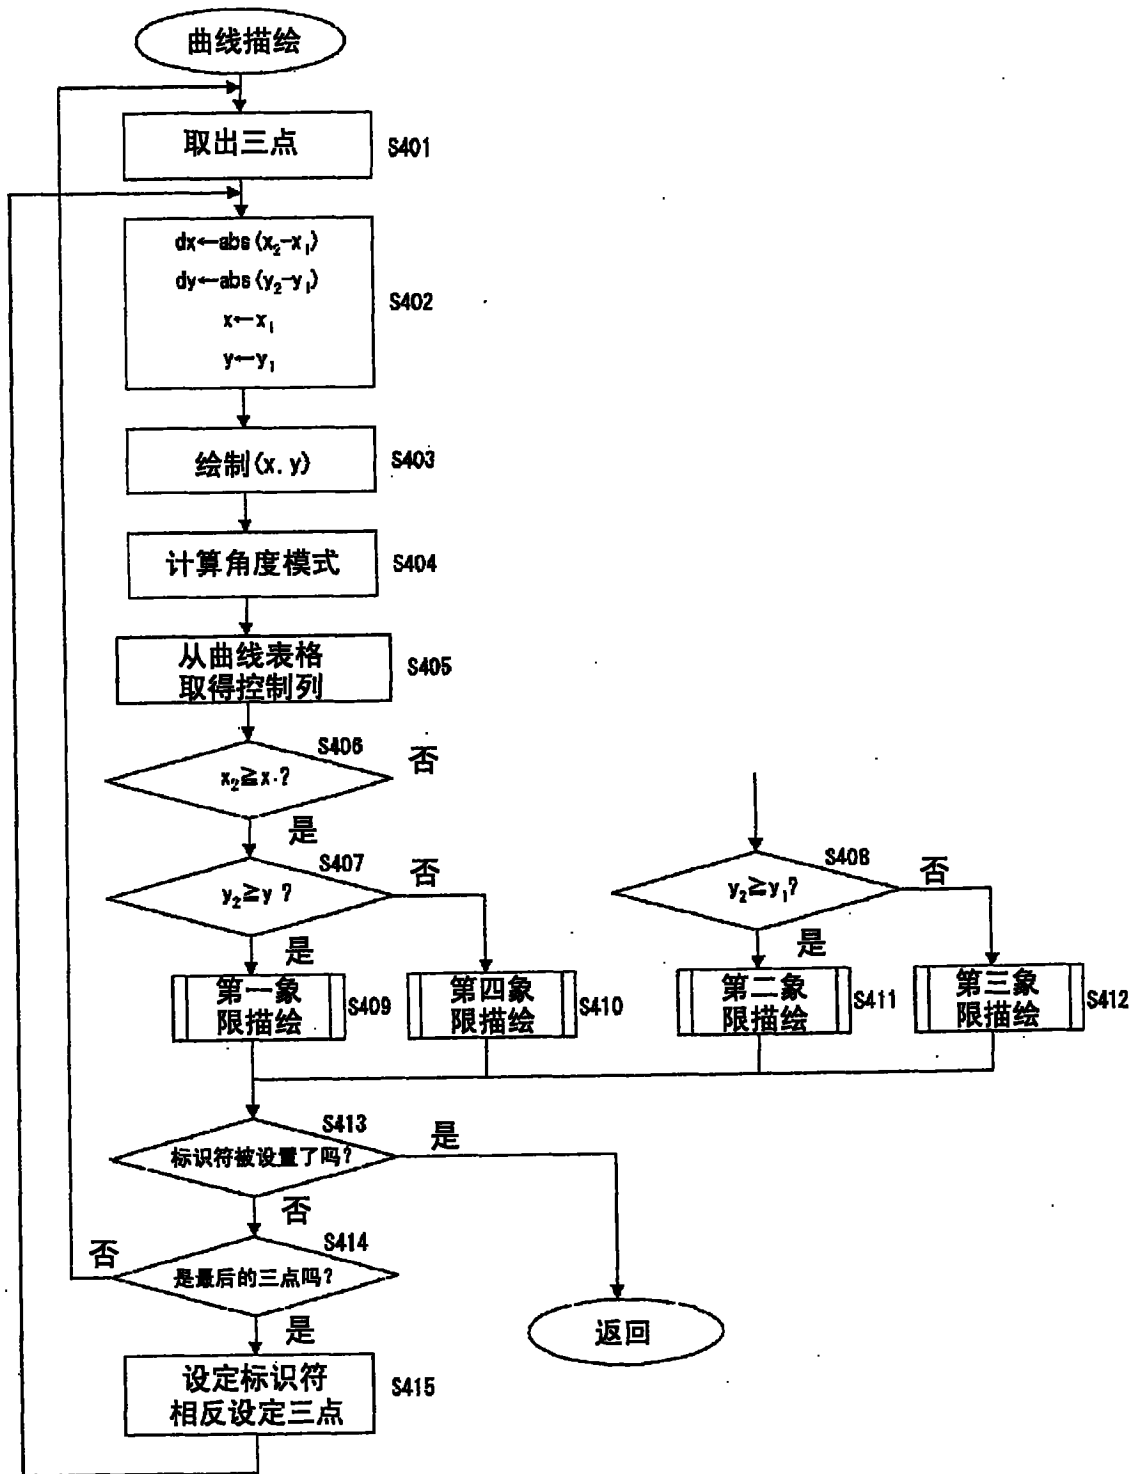 曲线描绘
取出三点
S401
dx←abs(x₂-x₁)
dy←abs(y₂-y₁)
x←x₁
y←y₁
S402
绘制(x.y)
S403
计算角度模式
S404
从曲线表格
取得控制列
S405
S406
x₂≧x.?
否
是
S407
y₂≧y ?
否
是
S408
y₂≧y₁?
否
是
第一象
限描绘
S409
第四象
限描绘
S410
第二象
限描绘
S411
第三象
限描绘
S412
S413
标识符被设置了吗?
是
否
S414
是最后的三点吗?
否
是
返回
设定标识符
相反设定三点
S415